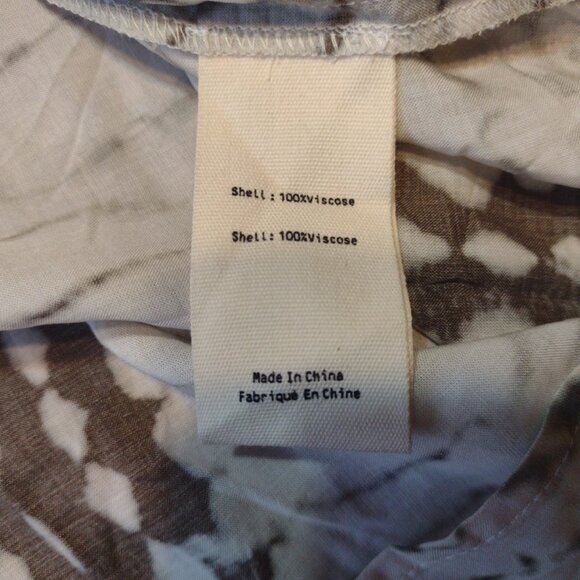 Shell: 100%Viscose
Shell: 100%Viscose
Made In China
Fabriqué En Chine